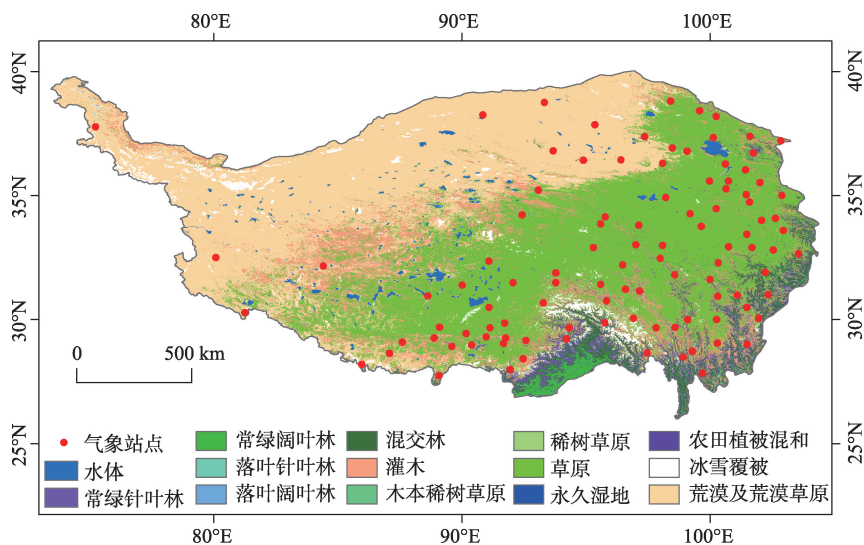 80°E 90°E 100°E
40°N 40°N
35°N 35°N
30°N 30°N
25°N 25°N
0 500 km
气象站点 常绿阔叶林 混交林 稀树草原 农田植被混和
水体 落叶针叶林 灌木 草原 冰雪覆被
常绿针叶林 落叶阔叶林 木本稀树草原 永久湿地 荒漠及荒漠草原
80°E 90°E 100°E